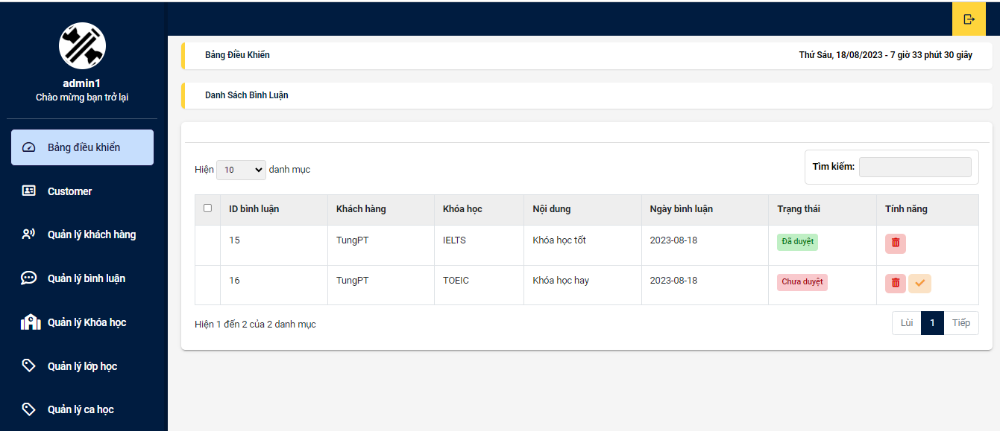 admin1
Chào mừng bạn trở lại
Bảng điều khiển
Customer
Quản lý khách hàng
Quản lý bình luận
Quản lý Khóa học
Quản lý lớp học
Quản lý ca học
Bảng Điều Khiển
Thứ Sáu, 18/08/2023 - 7 giờ 33 phút 30 giây
Danh Sách Bình Luận
Hiện 10 danh mục
Tìm kiếm:
ID bình luận Khách hàng Khóa học Nội dung Ngày bình luận Trạng thái Tính năng
15 TungPT IELTS Khóa học tốt 2023-08-18 Đã duyệt
16 TungPT TOEIC Khóa học hay 2023-08-18 Chưa duyệt
Hiện 1 đến 2 của 2 danh mục
Lùi 1 Tiếp